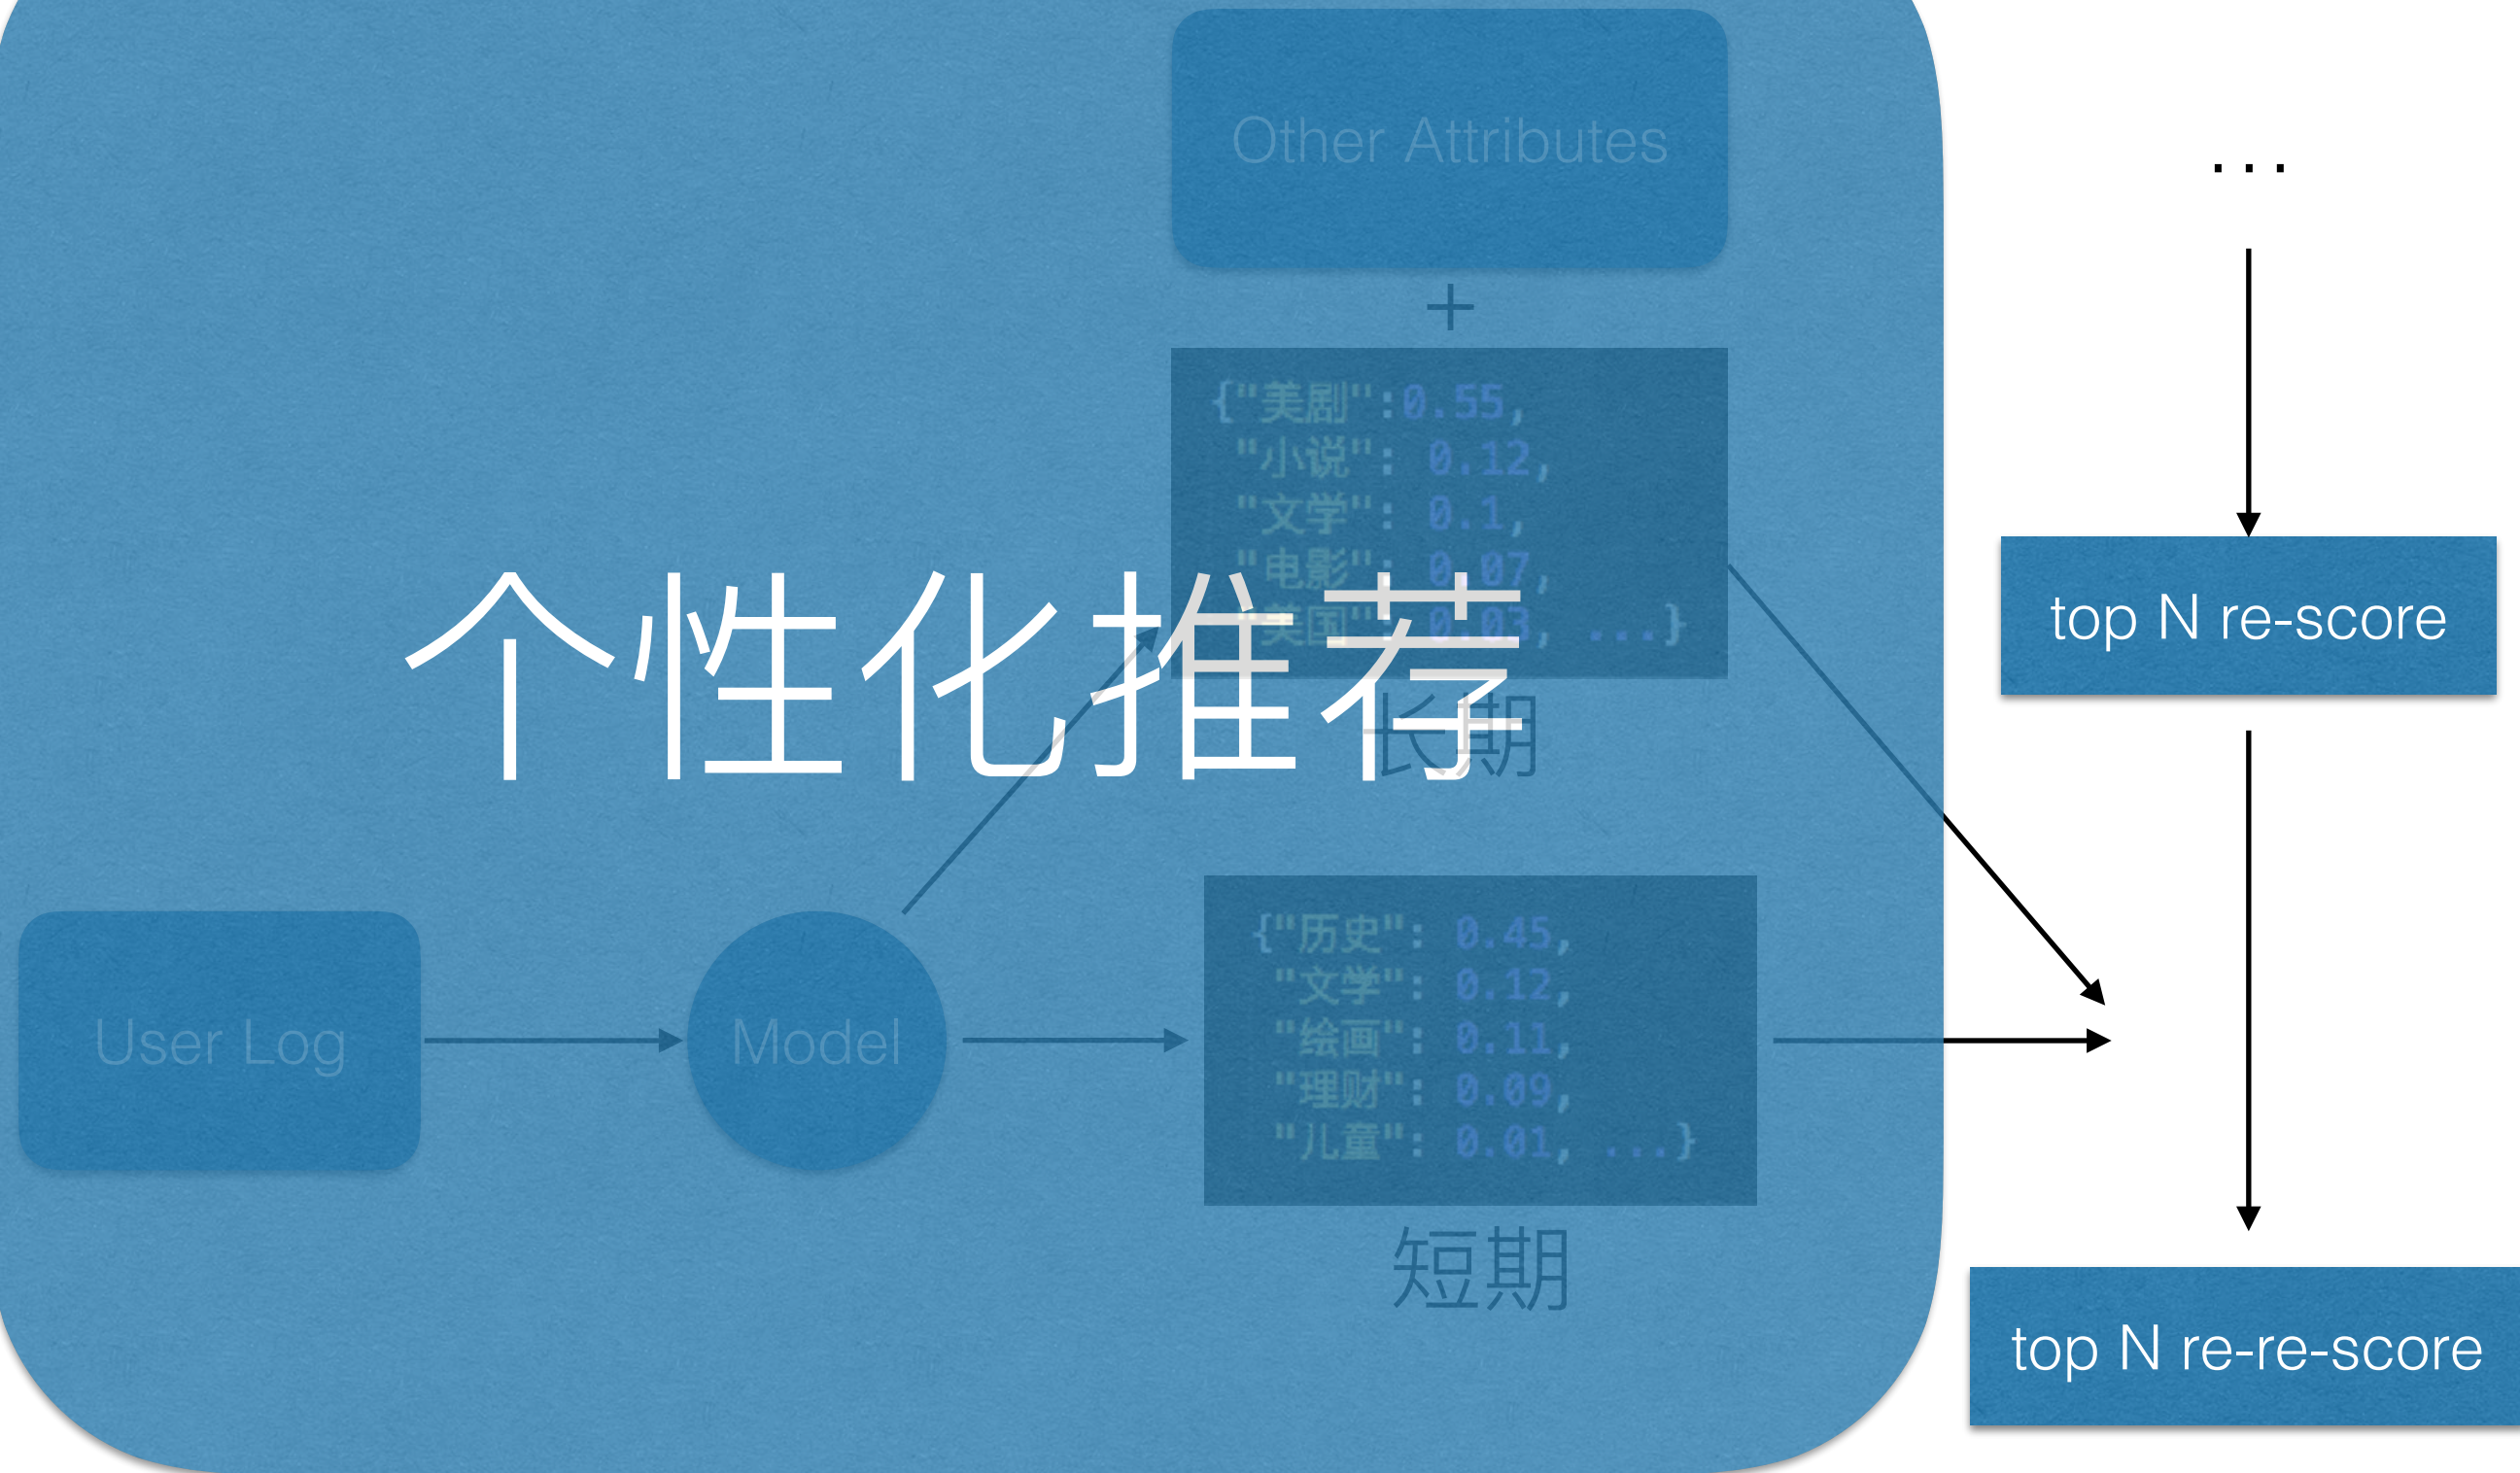 Other Attributes
+
{"美剧":0.55,
"小说": 0.12,
"文学": 0.1,
"电影": 0.07,
"美国": 0.03, ...}
长期
个性化推荐
User Log
Model
{"历史": 0.45,
"文学": 0.12,
"绘画": 0.11,
"理财": 0.09,
"儿童": 0.01, ...}
短期
...
top N re-score
top N re-re-score